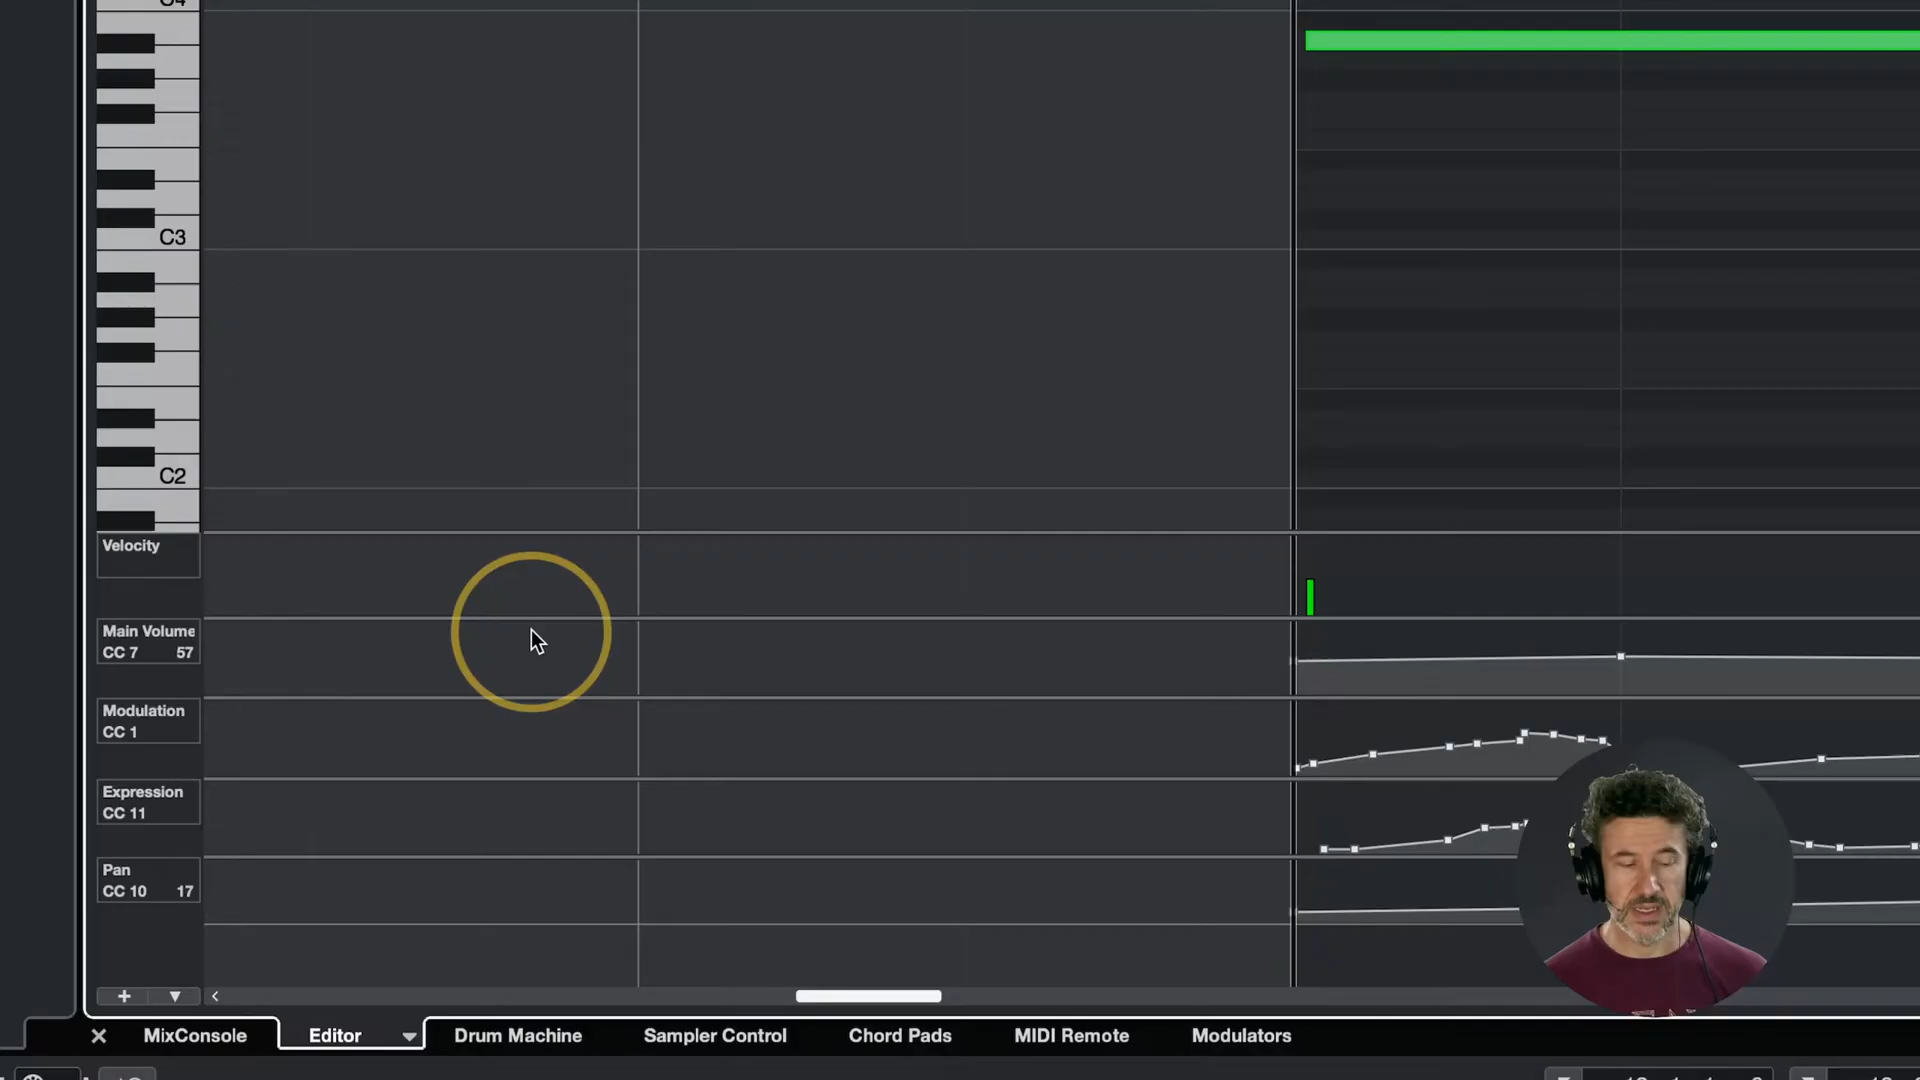 C3
C2
Velocity
Main Volume
CC 7 57
Modulation
CC 1
Expression
CC 11
Pan
CC 10 17
MixConsole Editor Drum Machine Sampler Control Chord Pads MIDI Remote Modulators